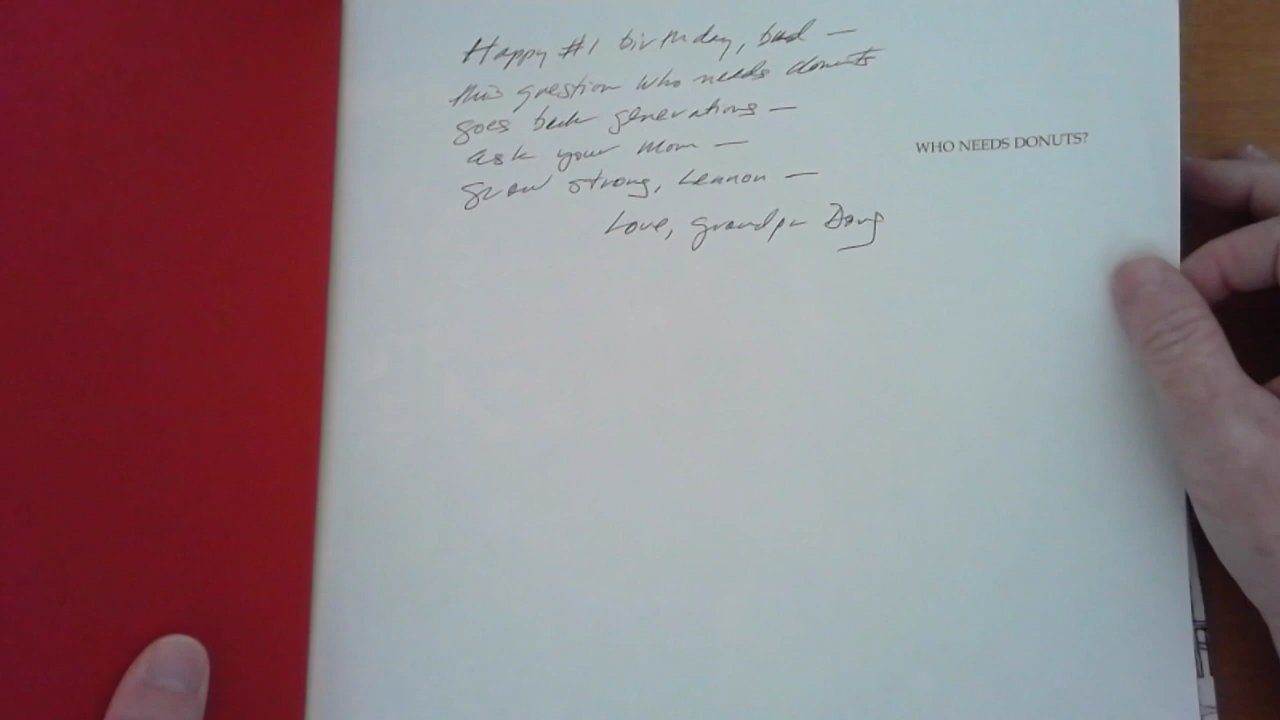 Happy #1 birthday, bud —
this question who needs donuts
goes back generations —
ask your mom —
grow strong, Lennon —
Love, grandpa Doug
WHO NEEDS DONUTS?